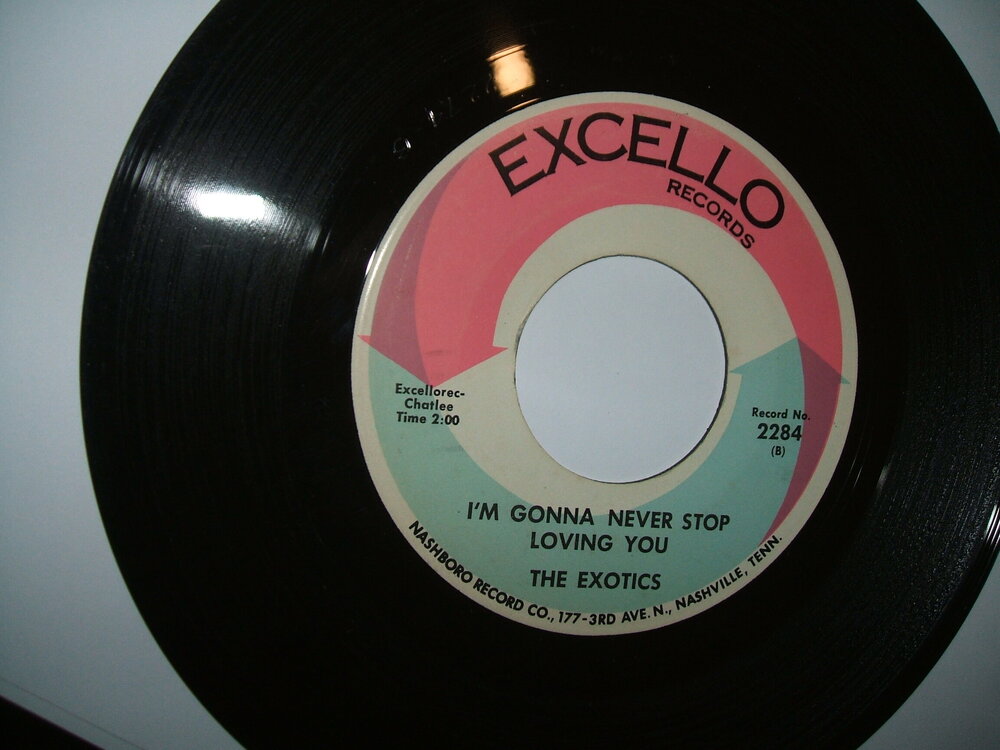 EXCELLO
RECORDS
Excellorec-
Chatlee
Time 2:00
Record No.
2284
(B)
I'M GONNA NEVER STOP
LOVING YOU
THE EXOTICS
NASHBORO RECORD CO., 177-3RD AVE. N., NASHVILLE, TENN.